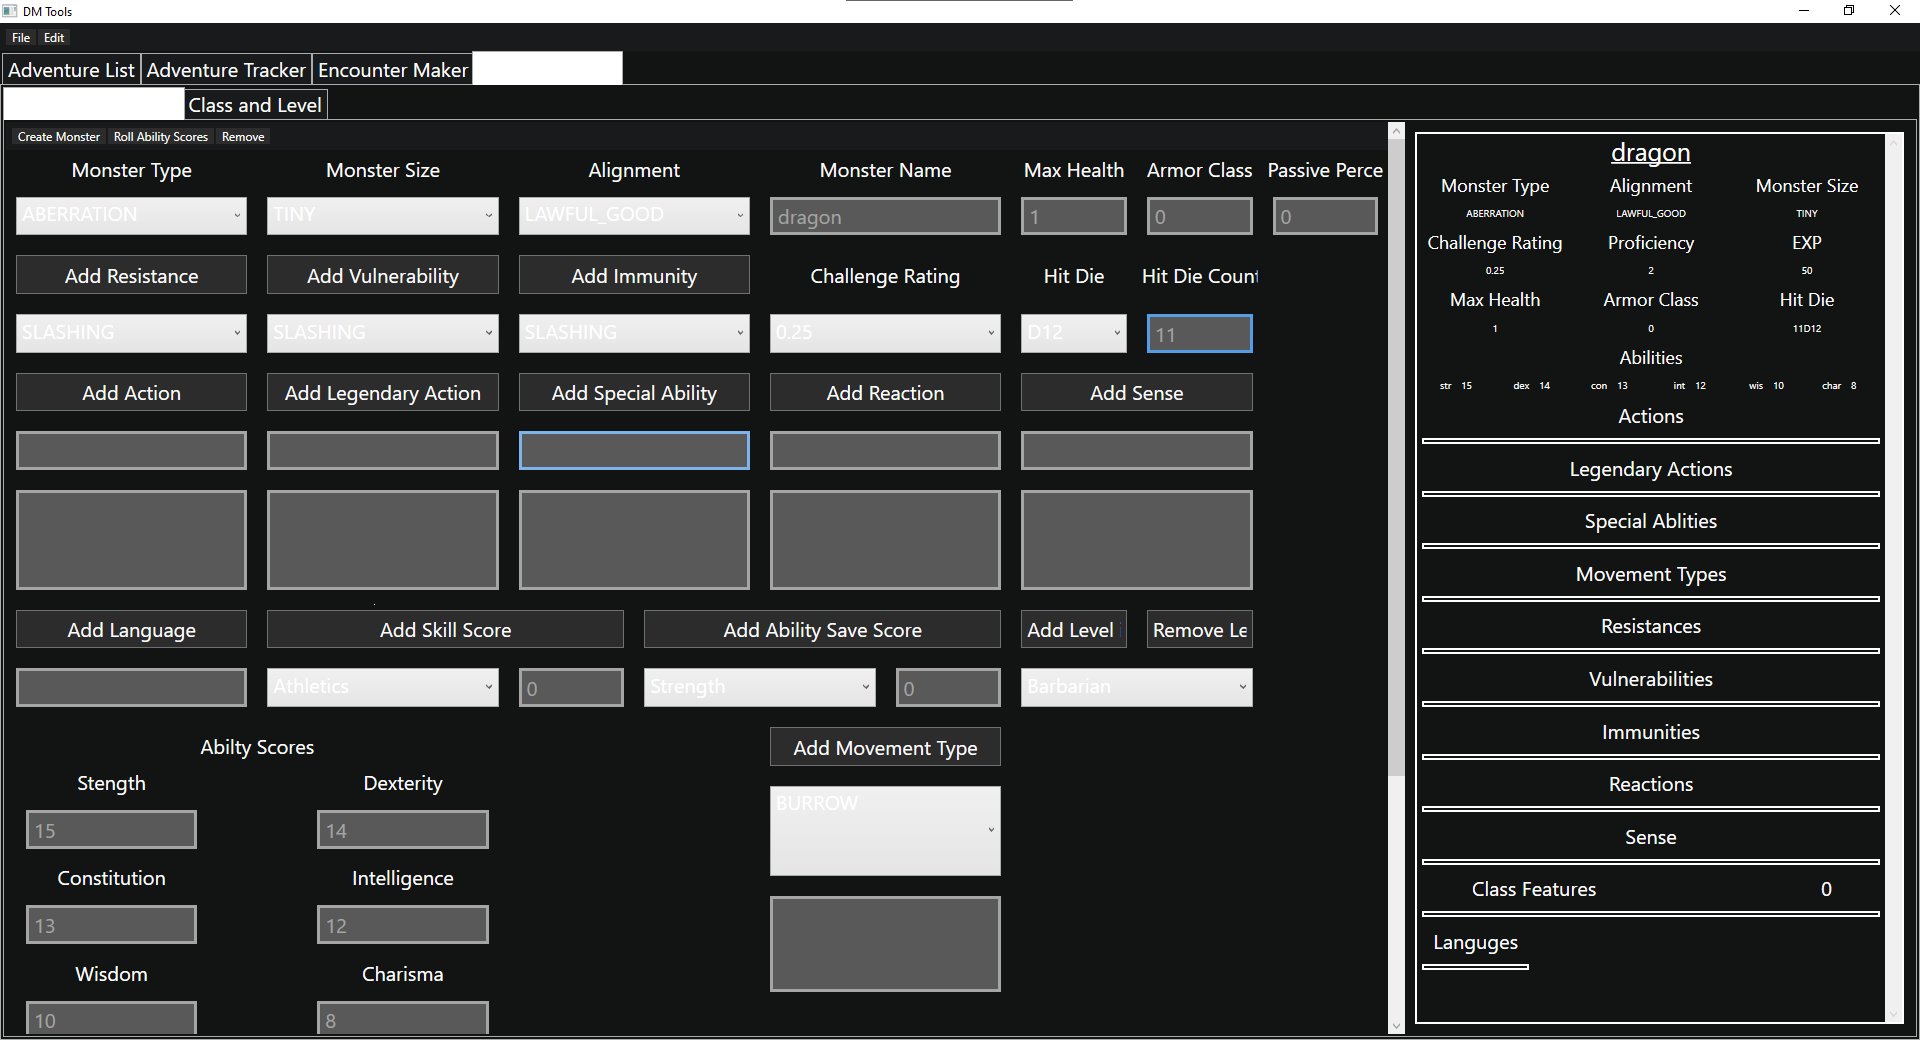 DM Tools
File Edit
Adventure List Adventure Tracker Encounter Maker
Class and Level
Create Monster Roll Ability Scores Remove
Monster Type Monster Size Alignment Monster Name Max Health Armor Class Passive Perce
ABERRATION TINY LAWFUL_GOOD dragon 1 0 0
Add Resistance Add Vulnerability Add Immunity Challenge Rating Hit Die Hit Die Count
SLASHING SLASHING SLASHING 0.25 D12 11
Add Action Add Legendary Action Add Special Ability Add Reaction Add Sense
Add Language Add Skill Score Add Ability Save Score Add Level Remove Le
Athletics 0 Strength 0 Barbarian
Abilty Scores Add Movement Type
Stength Dexterity
BURROW
15 14
Constitution Intelligence
13 12
Wisdom Charisma
10 8
dragon
Monster Type Alignment Monster Size
ABERRATION LAWFUL_GOOD TINY
Challenge Rating Proficiency EXP
0.25 2 50
Max Health Armor Class Hit Die
1 0 11D12
Abilities
str 15 dex 14 con 13 int 12 wis 10 char 8
Actions
Legendary Actions
Special Ablities
Movement Types
Resistances
Vulnerabilities
Immunities
Reactions
Sense
Class Features 0
Languges